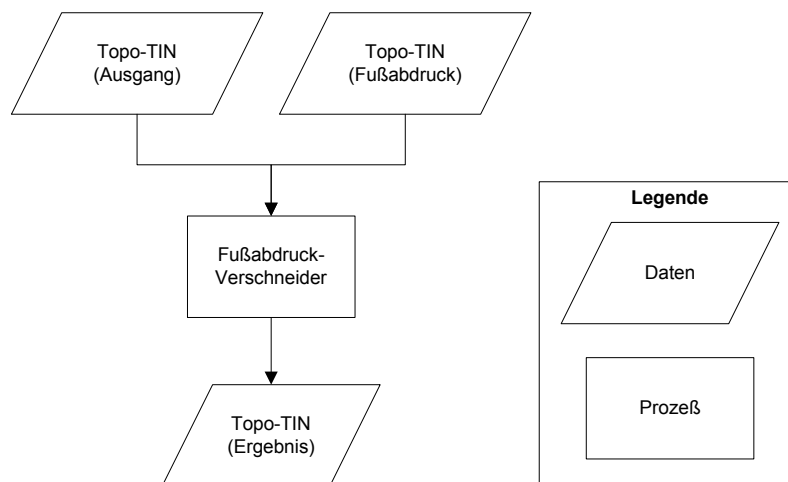 Topo-TIN
(Ausgang)
Topo-TIN
(Fußabdruck)
Fußabdruck-
Verschneider
Topo-TIN
(Ergebnis)
Legende
Daten
Prozeß